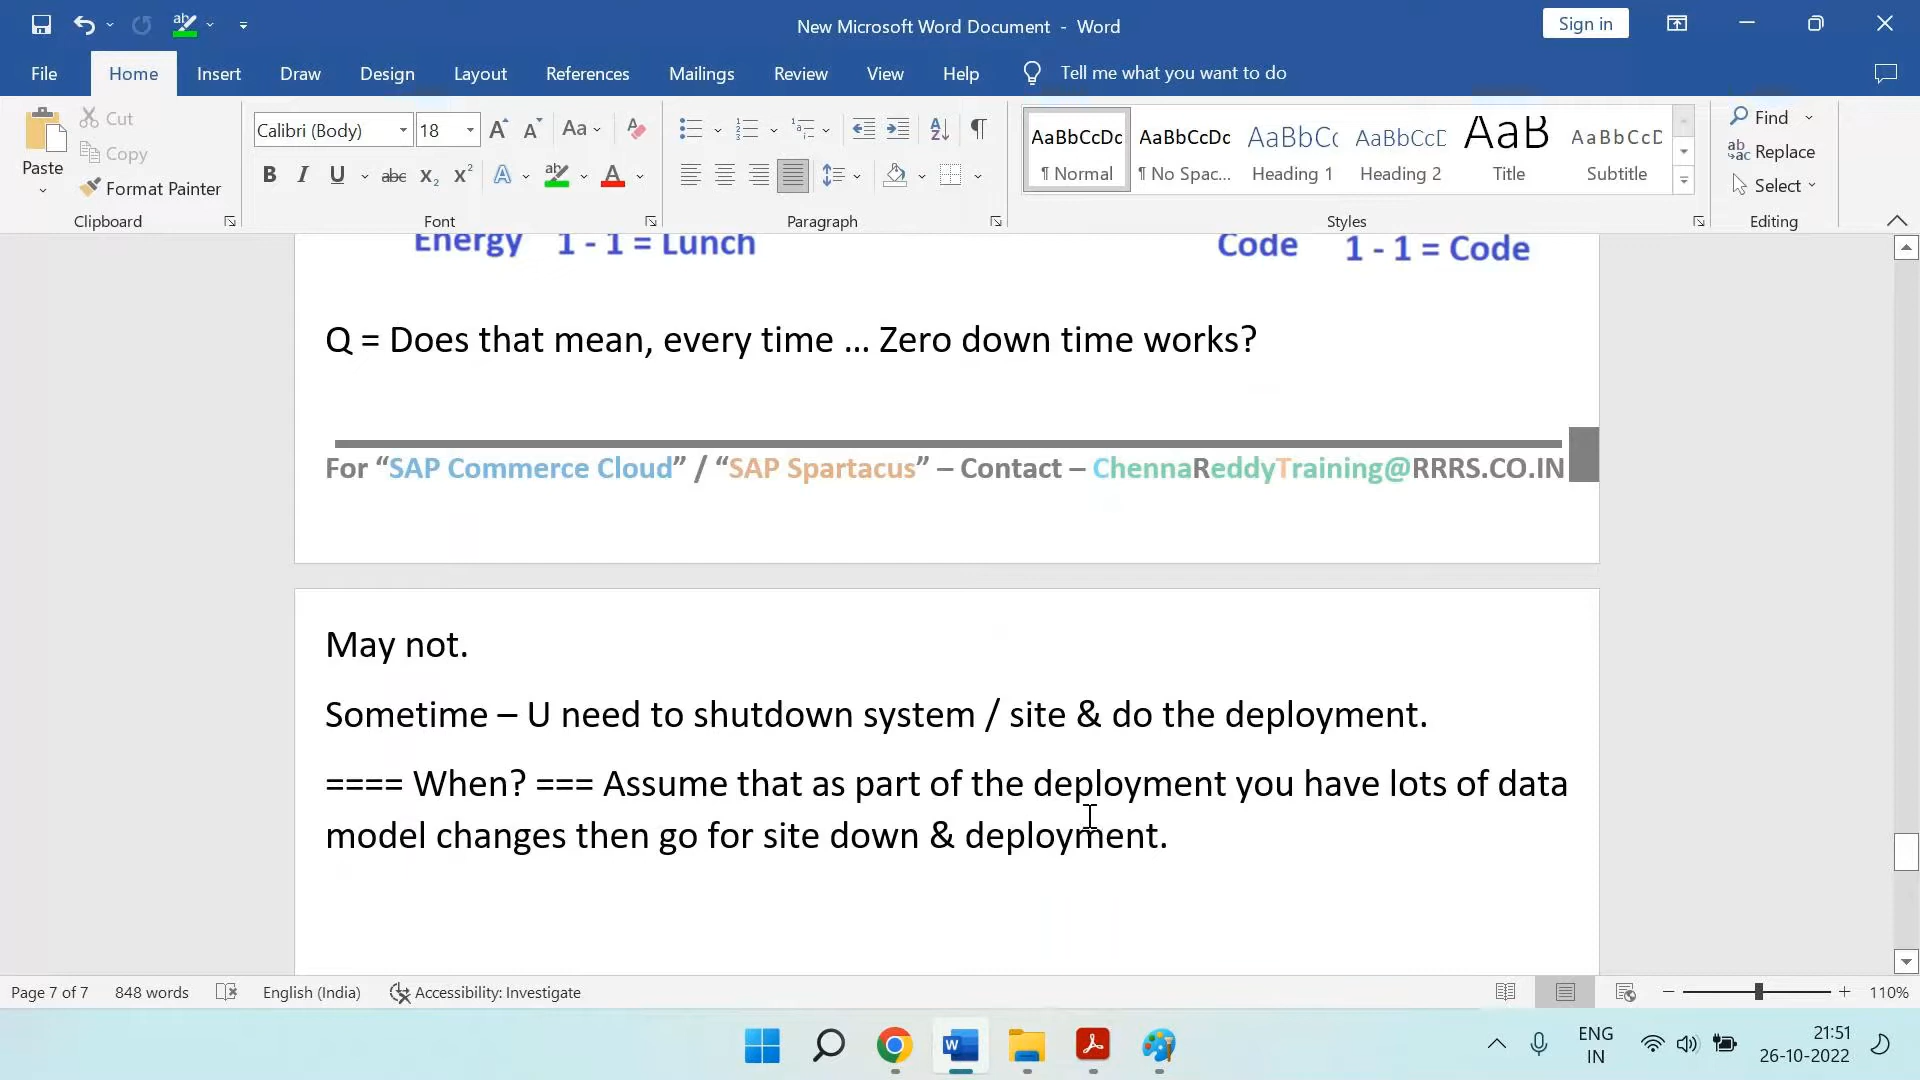 New Microsoft Word Document - Word
Sign in
File Home Insert Draw Design Layout References Mailings Review View Help Tell me what you want to do
Paste
Cut
Copy
Format Painter
Clipboard
Calibri (Body) 18
Font
Paragraph
AaBbCcDc AaBbCcDc AaBbCc AaBbCcD AaB AaBbCcD
¶ Normal ¶ No Spac... Heading 1 Heading 2 Title Subtitle
Styles
Find
Replace
Select
Editing
Energy 1 - 1 = Lunch Code 1 - 1 = Code
Q = Does that mean, every time ... Zero down time works?
For “SAP Commerce Cloud” / “SAP Spartacus” – Contact – ChennaReddyTraining@RRRS.CO.IN
May not.
Sometime – U need to shutdown system / site & do the deployment.
==== When? === Assume that as part of the deployment you have lots of data
model changes then go for site down & deployment.
Page 7 of 7 848 words English (India) Accessibility: Investigate 110%
ENG
IN
21:51
26-10-2022